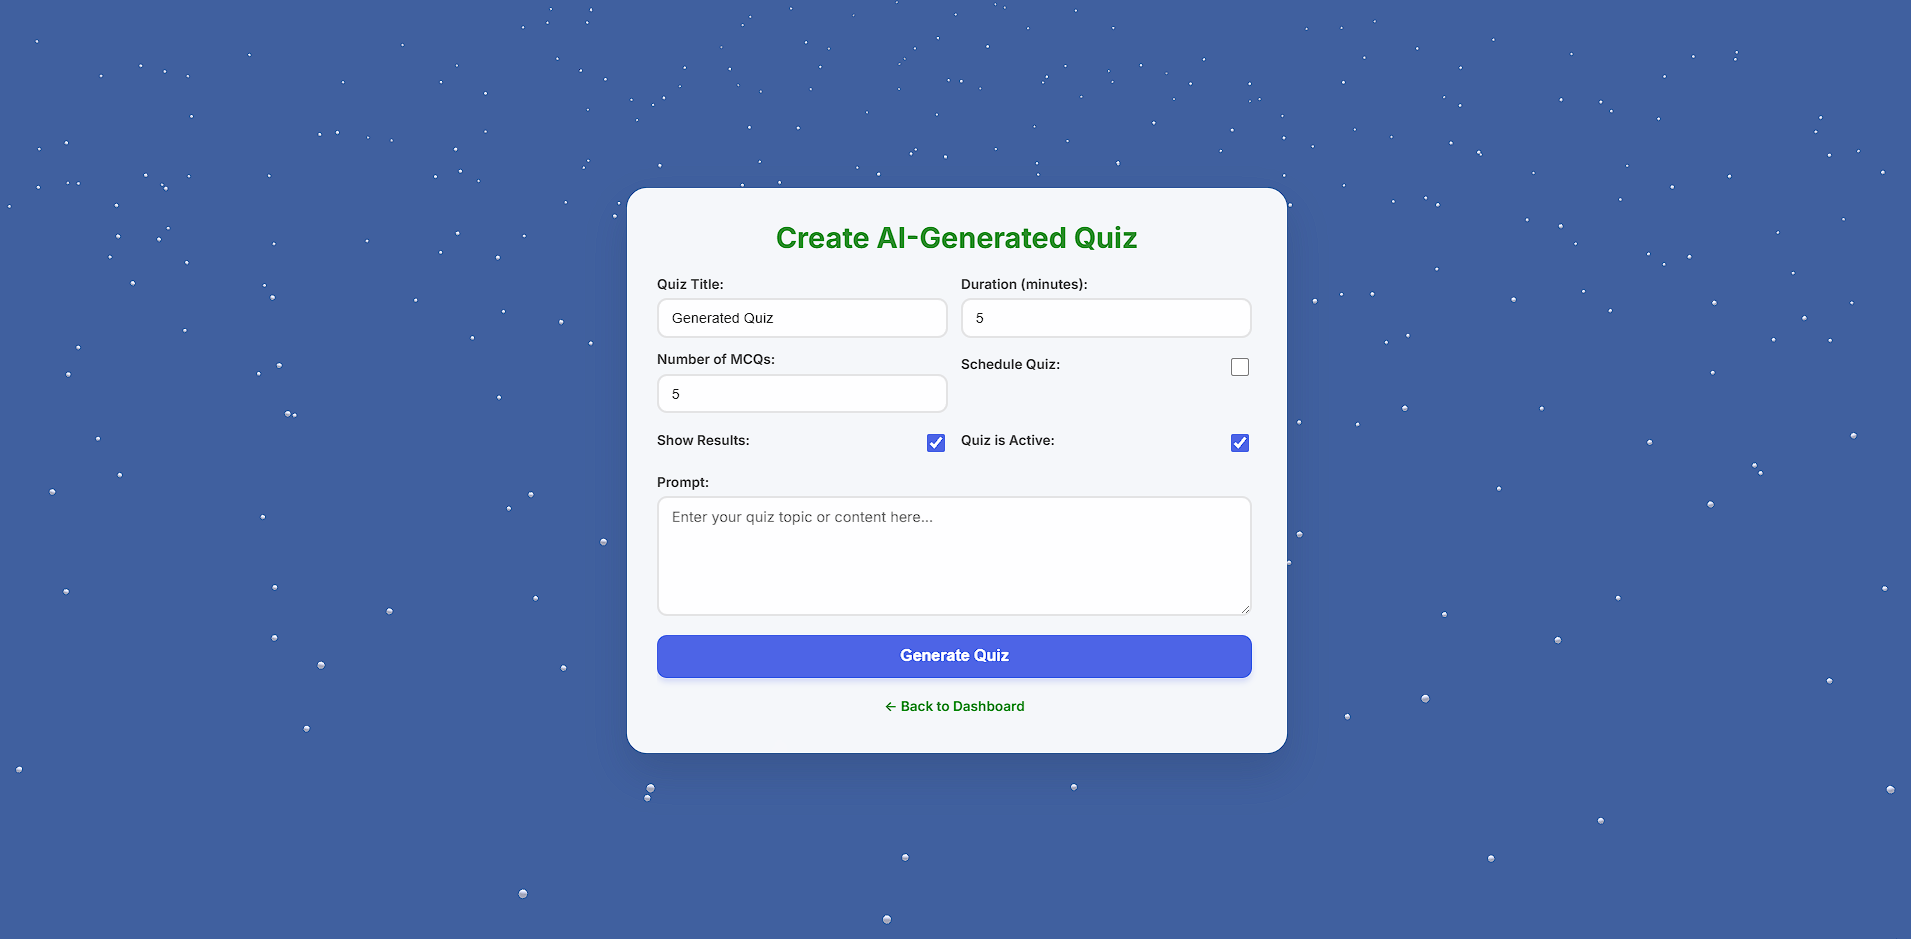 Create AI-Generated Quiz
Quiz Title:
Duration (minutes):
Generated Quiz
5
Number of MCQs:
Schedule Quiz:
5
Show Results:
Quiz is Active:
Prompt:
Enter your quiz topic or content here...
Generate Quiz
← Back to Dashboard